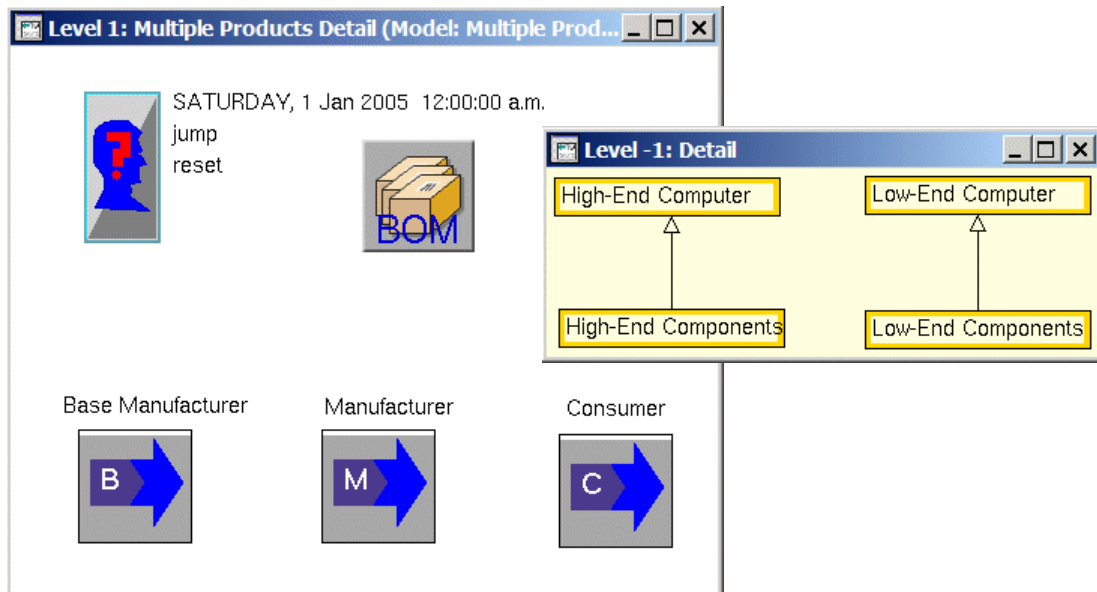 Level 1: Multiple Products Detail (Model: Multiple Prod...
SATURDAY, 1 Jan 2005 12:00:00 a.m.
jump
reset
?
BOM
Level -1: Detail
High-End Computer
Low-End Computer
High-End Components
Low-End Components
Base Manufacturer
Manufacturer
Consumer
B
M
C